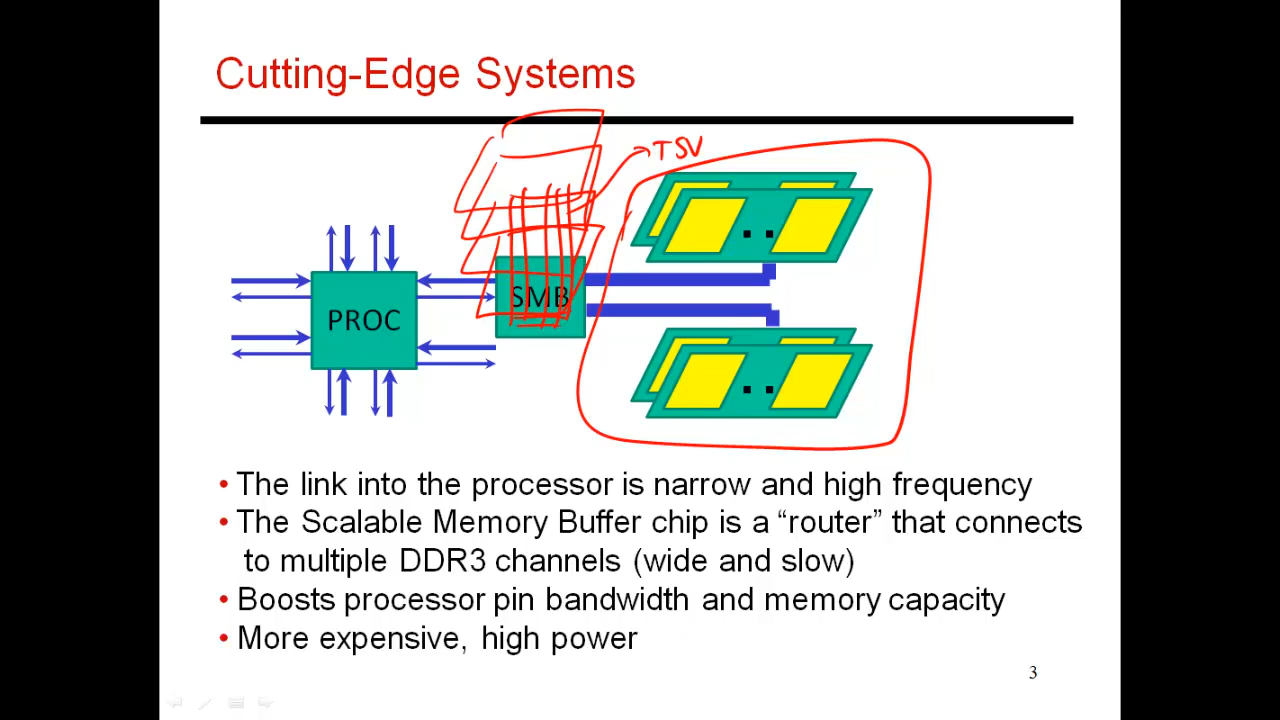 Cutting-Edge Systems
TSV
PROC
SMB
• The link into the processor is narrow and high frequency
• The Scalable Memory Buffer chip is a “router” that connects
to multiple DDR3 channels (wide and slow)
• Boosts processor pin bandwidth and memory capacity
• More expensive, high power
3